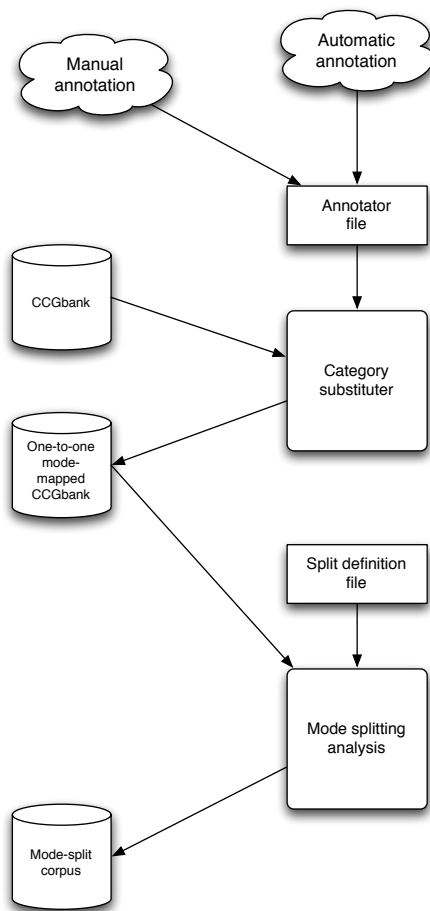 Manual
annotation
Automatic
annotation
Annotator
file
CCGbank
Category
substituter
One-to-one
mode-
mapped
CCGbank
Split definition
file
Mode splitting
analysis
Mode-split
corpus